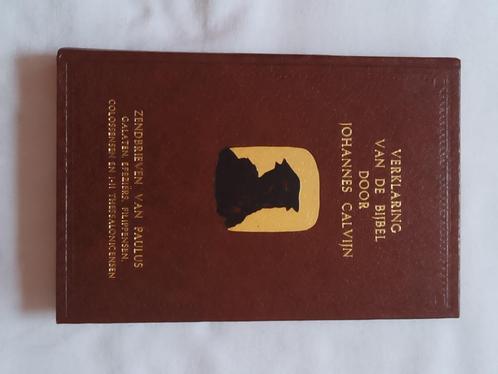 VERKLARING
VAN DE BIJBEL
DOOR
JOHANNES CALVIJN
ZENDBRIEVEN VAN PAULUS
GALATEN, EFEZIËRS, FILIPPENSEN,
COLOSSENSEN EN I-II THESSALONICENSEN